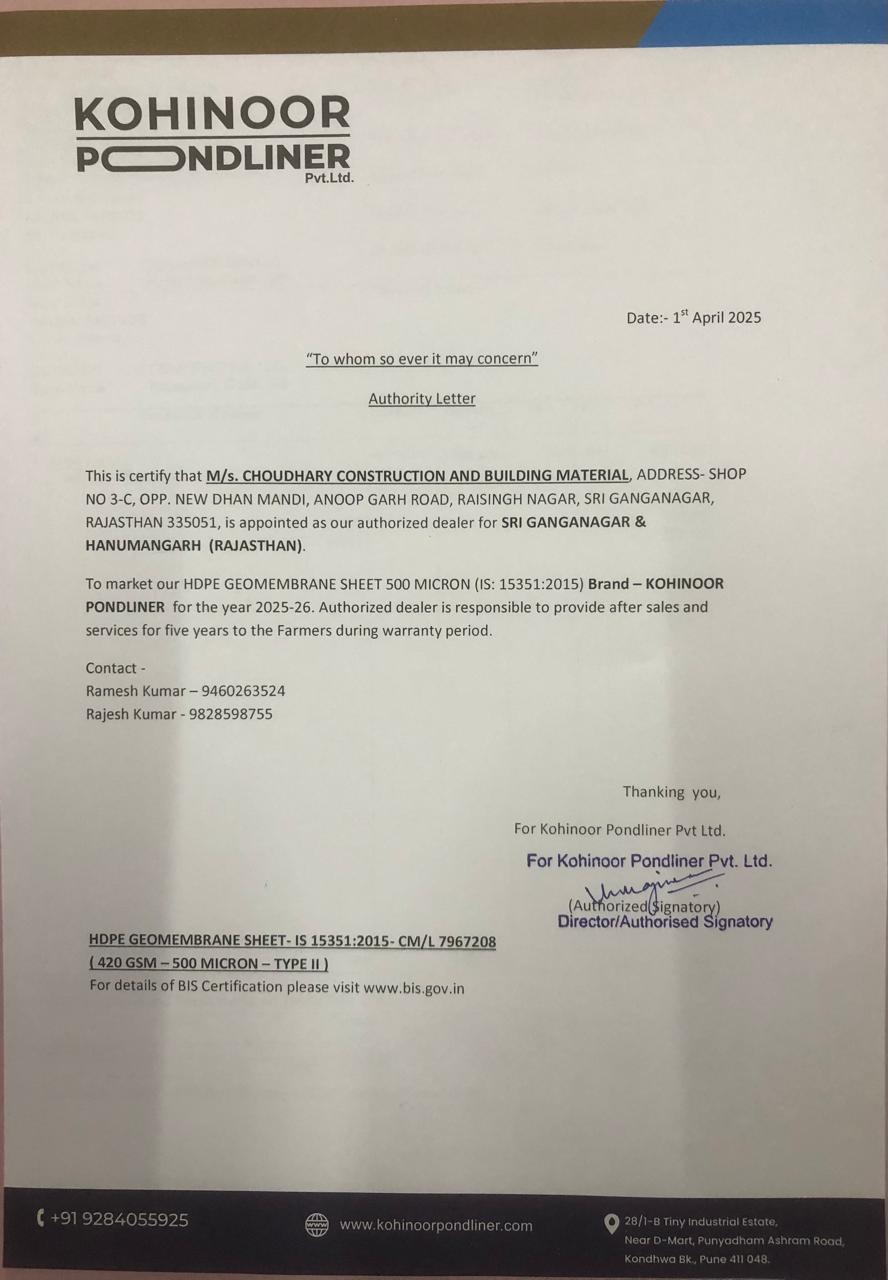 KOHINOOR
PONDLINER
Pvt.Ltd.
Date:- 1st April 2025
“To whom so ever it may concern”
Authority Letter
This is certify that M/s. CHOUDHARY CONSTRUCTION AND BUILDING MATERIAL, ADDRESS- SHOP
NO 3-C, OPP. NEW DHAN MANDI, ANOOP GARH ROAD, RAISINGH NAGAR, SRI GANGANAGAR,
RAJASTHAN 335051, is appointed as our authorized dealer for SRI GANGANAGAR &
HANUMANGARH (RAJASTHAN).
To market our HDPE GEOMEMBRANE SHEET 500 MICRON (IS: 15351:2015) Brand – KOHINOOR
PONDLINER for the year 2025-26. Authorized dealer is responsible to provide after sales and
services for five years to the Farmers during warranty period.
Contact -
Ramesh Kumar – 9460263524
Rajesh Kumar - 9828598755
Thanking you,
For Kohinoor Pondliner Pvt Ltd.
For Kohinoor Pondliner Pvt. Ltd.
(Authorized Signatory)
Director/Authorised Signatory
HDPE GEOMEMBRANE SHEET- IS 15351:2015- CM/L 7967208
( 420 GSM – 500 MICRON – TYPE II )
For details of BIS Certification please visit www.bis.gov.in
+91 9284055925
www
www.kohinoorpondliner.com
28/1-B Tiny Industrial Estate,
Near D-Mart, Punyadham Ashram Road,
Kondhwa Bk., Pune 411 048.